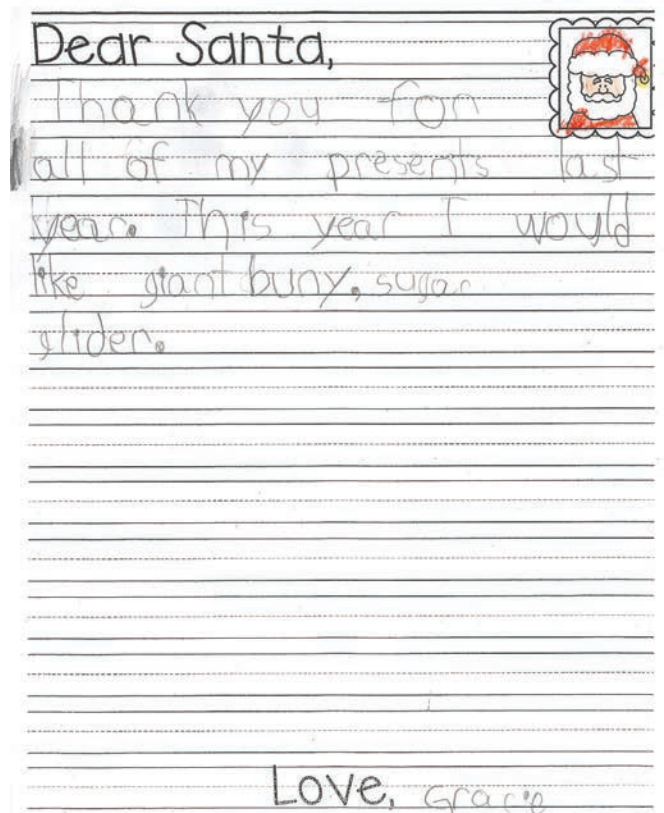 Dear Santa,
Thank you for
all of my presents last
year. This year I would
like giant buny, sugar
glider.
Love, Gracie